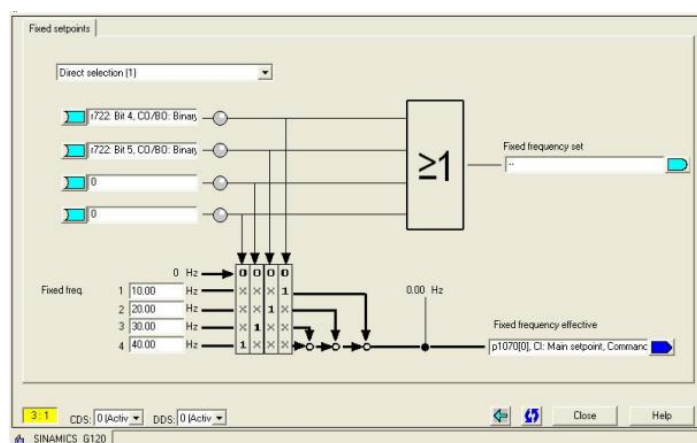 Fixed setpoints
Direct selection (1)
r722: Bit 4, CO/BO: Binary
r722: Bit 5, CO/BO: Binary
0
0
≥1
Fixed frequency set
--
0 Hz 0 0 0 0
Fixed freq. 1 10.00 Hz X X X 1
0.00 Hz
2 20.00 Hz X X 1 X
3 30.00 Hz X 1 X X
Fixed frequency effective
4 40.00 Hz 1 X X X
p1070[0], CI: Main setpoint, Commanc
3:1 CDS: 0 (Activ DDS: 0 (Activ Close Help
SINAMICS_G120